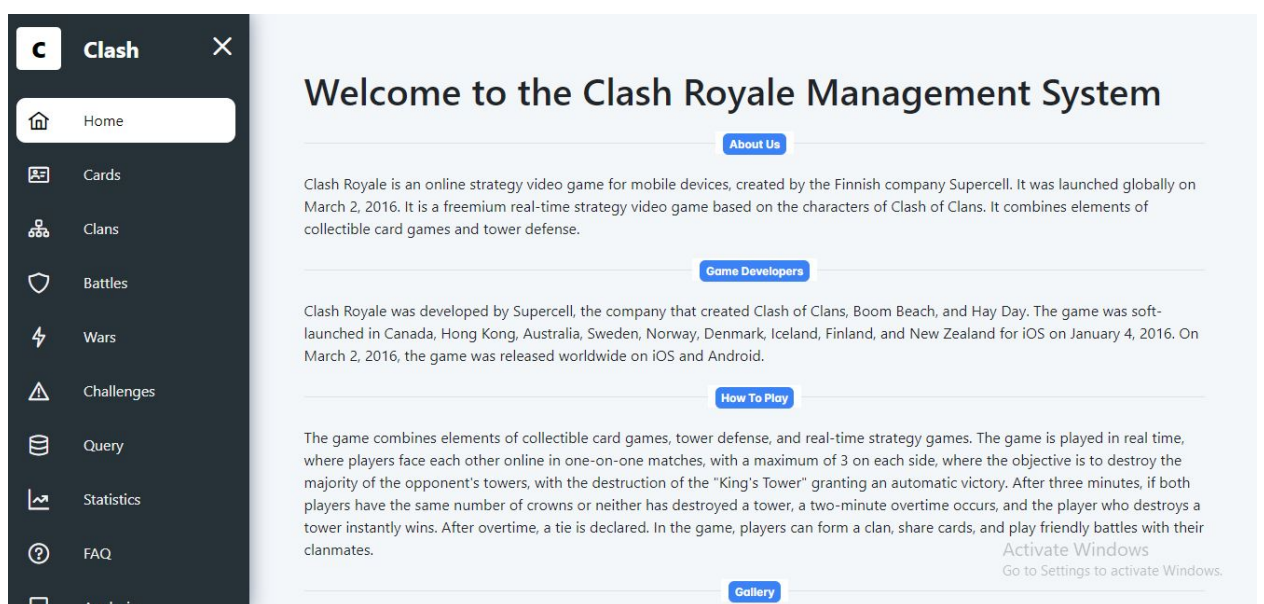 C
Clash
Home
Cards
Clans
Battles
Wars
Challenges
Query
Statistics
FAQ
Welcome to the Clash Royale Management System
About Us
Clash Royale is an online strategy video game for mobile devices, created by the Finnish company Supercell. It was launched globally on
March 2, 2016. It is a freemium real-time strategy video game based on the characters of Clash of Clans. It combines elements of
collectible card games and tower defense.
Game Developers
Clash Royale was developed by Supercell, the company that created Clash of Clans, Boom Beach, and Hay Day. The game was soft-
launched in Canada, Hong Kong, Australia, Sweden, Norway, Denmark, Iceland, Finland, and New Zealand for iOS on January 4, 2016. On
March 2, 2016, the game was released worldwide on iOS and Android.
How To Play
The game combines elements of collectible card games, tower defense, and real-time strategy games. The game is played in real time,
where players face each other online in one-on-one matches, with a maximum of 3 on each side, where the objective is to destroy the
majority of the opponent's towers, with the destruction of the "King's Tower" granting an automatic victory. After three minutes, if both
players have the same number of crowns or neither has destroyed a tower, a two-minute overtime occurs, and the player who destroys a
tower instantly wins. After overtime, a tie is declared. In the game, players can form a clan, share cards, and play friendly battles with their
clanmates.
Activate Windows
Go to Settings to activate Windows.
Gallery